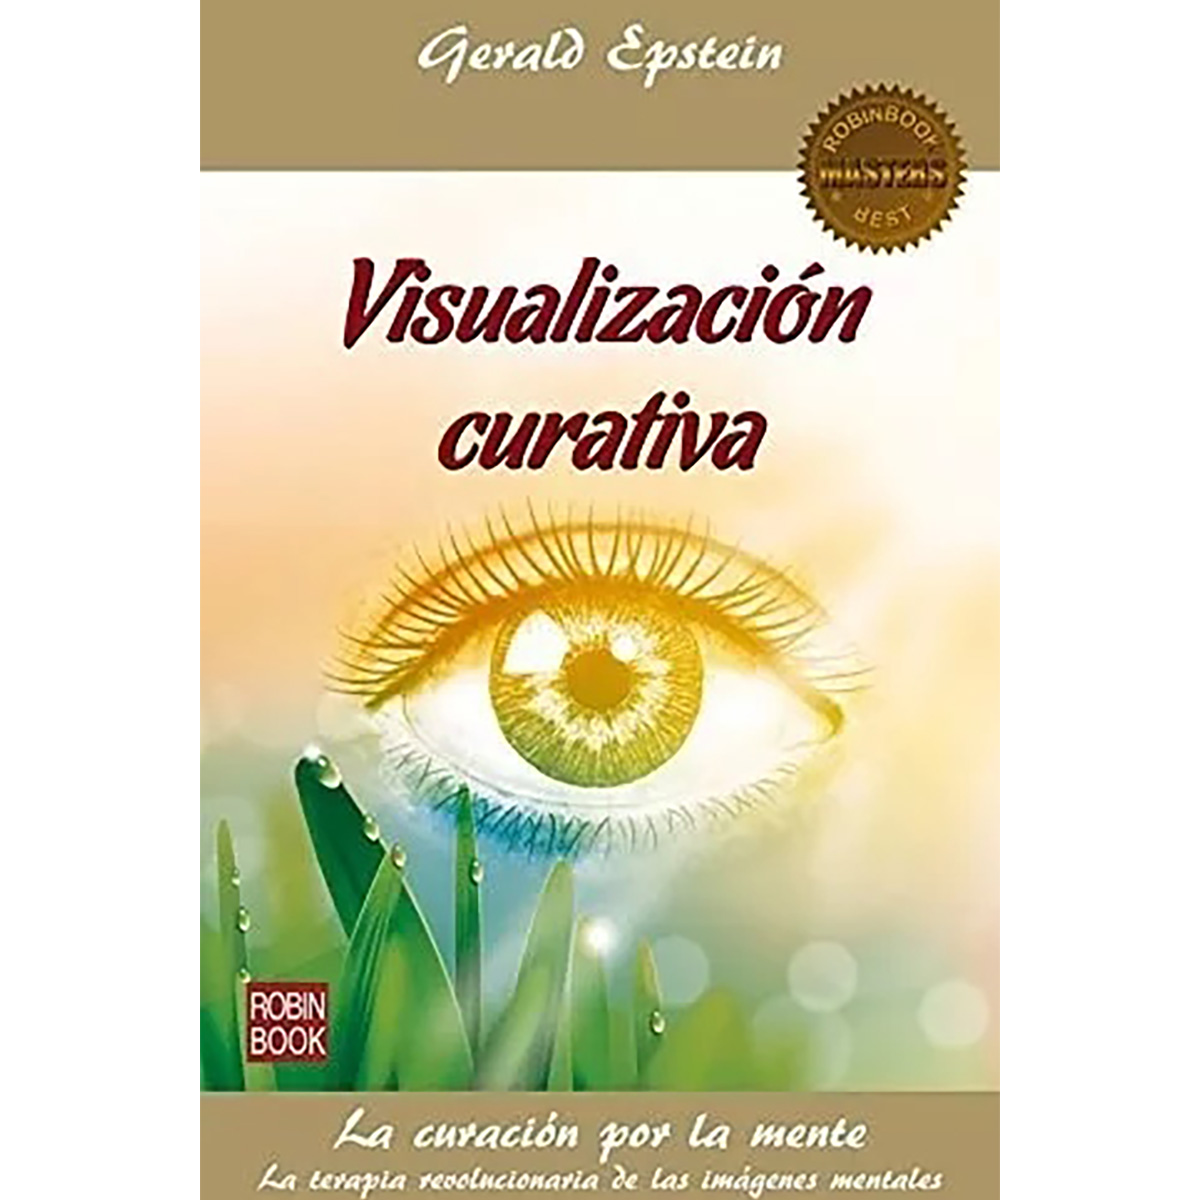 Gerald Epstein
ROBINBOOK
MASTERS
BEST
Visualización
curativa
ROBIN
BOOK
La curación por la mente
La terapia revolucionaria de las imágenes mentales